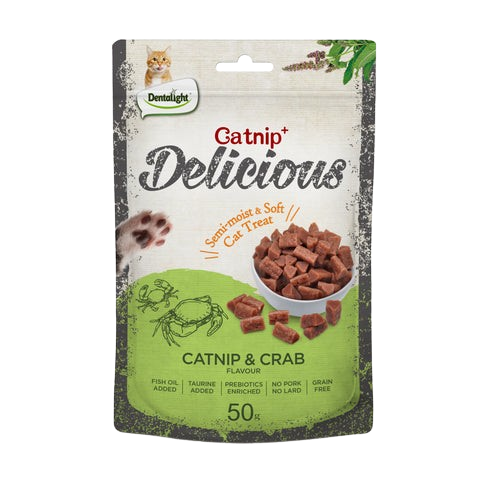 Dentalight
Catnip+
Delicious
Semi-moist & Soft
Cat Treat
CATNIP & CRAB
FLAVOUR
FISH OIL ADDED
TAURINE ADDED
PREBIOTICS ENRICHED
NO PORK NO LARD
GRAIN FREE
50g